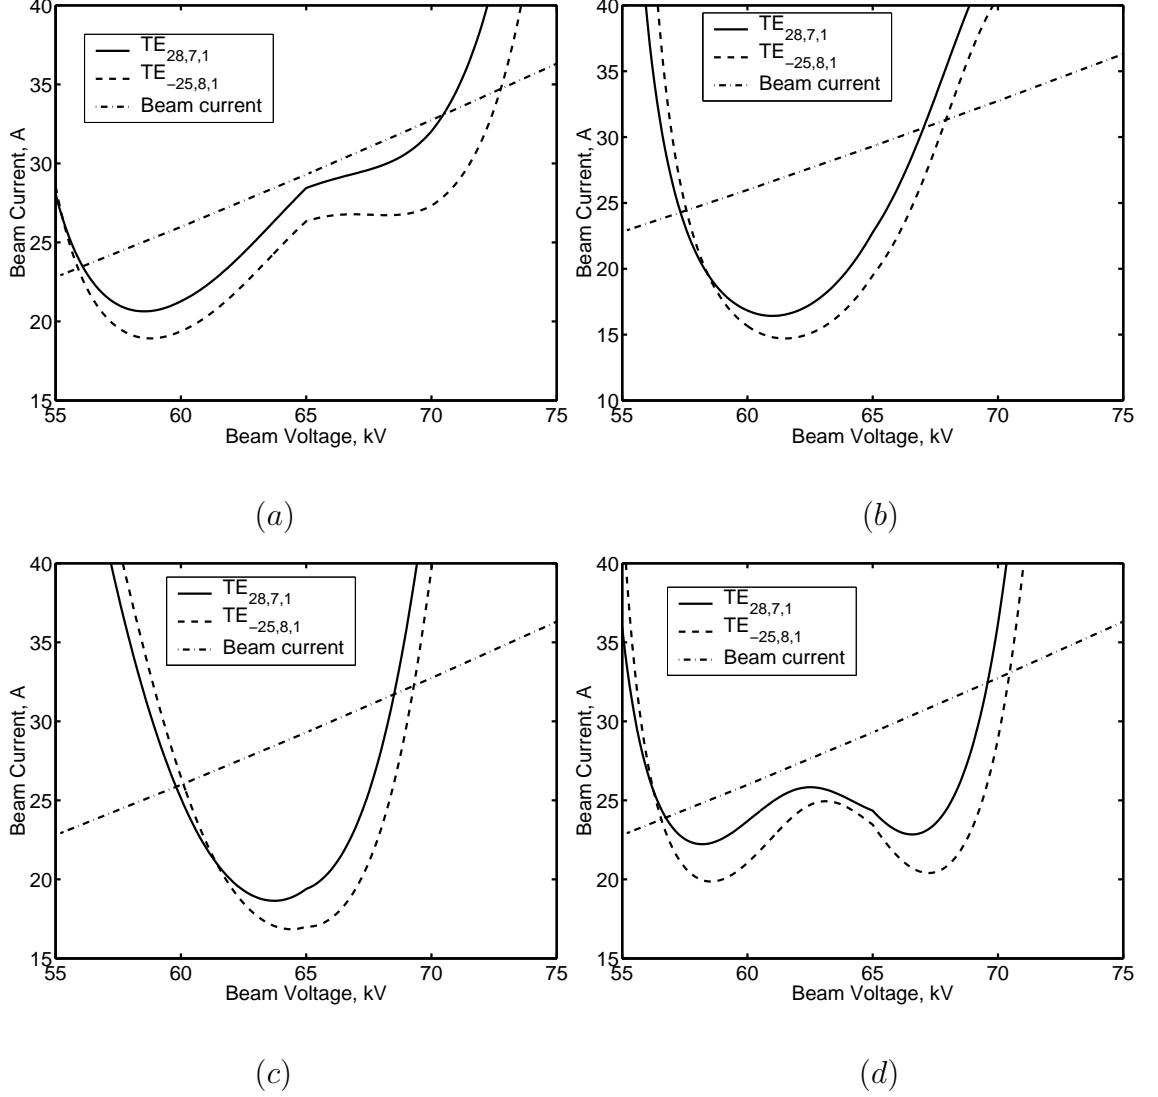 40
35
30
25
20
15
55 60 65 70 75
Beam Current, A
Beam Voltage, kV
TE28,7,1
TE−25,8,1
Beam current
(a)
40
35
30
25
20
15
10
55 60 65 70 75
Beam Current, A
Beam Voltage, kV
TE28,7,1
TE−25,8,1
Beam current
(b)
40
35
30
25
20
15
55 60 65 70 75
Beam Current, A
Beam Voltage, kV
TE28,7,1
TE−25,8,1
Beam current
(c)
40
35
30
25
20
15
55 60 65 70 75
Beam Current, A
Beam Voltage, kV
TE28,7,1
TE−25,8,1
Beam current
(d)